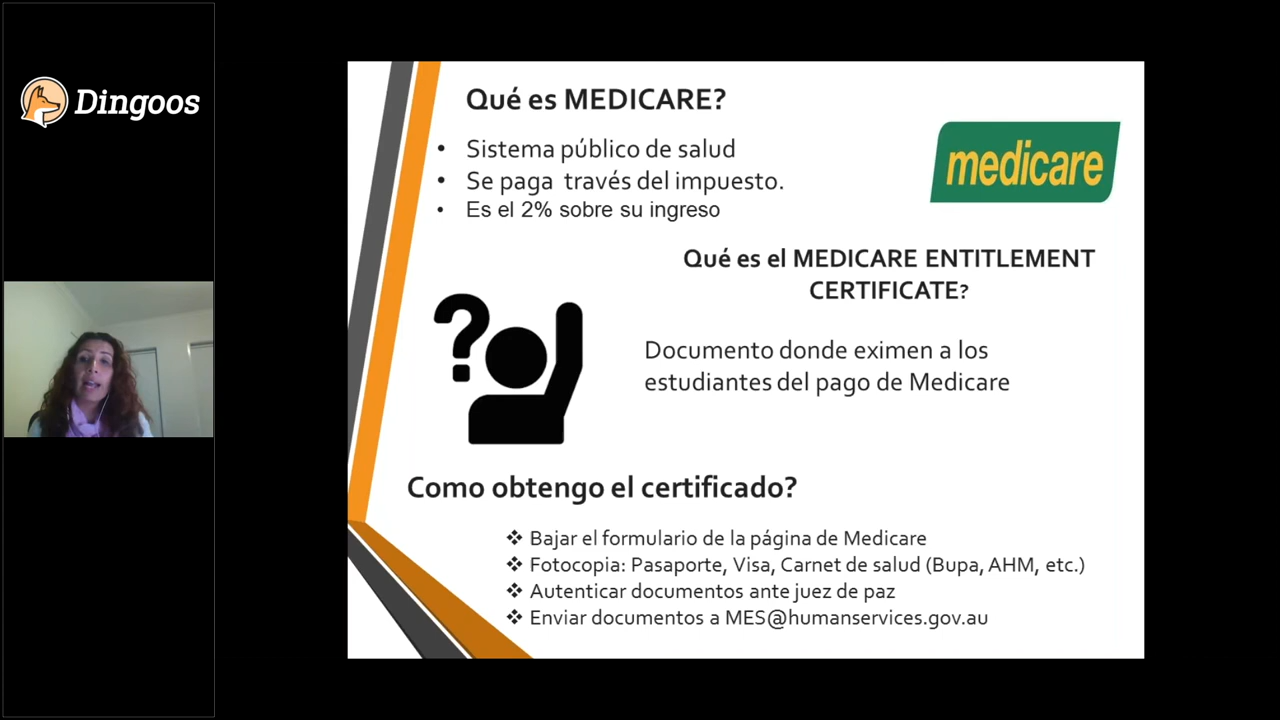 Dingoos
Qué es MEDICARE?
• Sistema público de salud
• Se paga través del impuesto.
• Es el 2% sobre su ingreso
medicare
Qué es el MEDICARE ENTITLEMENT
CERTIFICATE?
?
Documento donde eximen a los
estudiantes del pago de Medicare
Como obtengo el certificado?
❖ Bajar el formulario de la página de Medicare
❖ Fotocopia: Pasaporte, Visa, Carnet de salud (Bupa, AHM, etc.)
❖ Autenticar documentos ante juez de paz
❖ Enviar documentos a MES@humanservices.gov.au